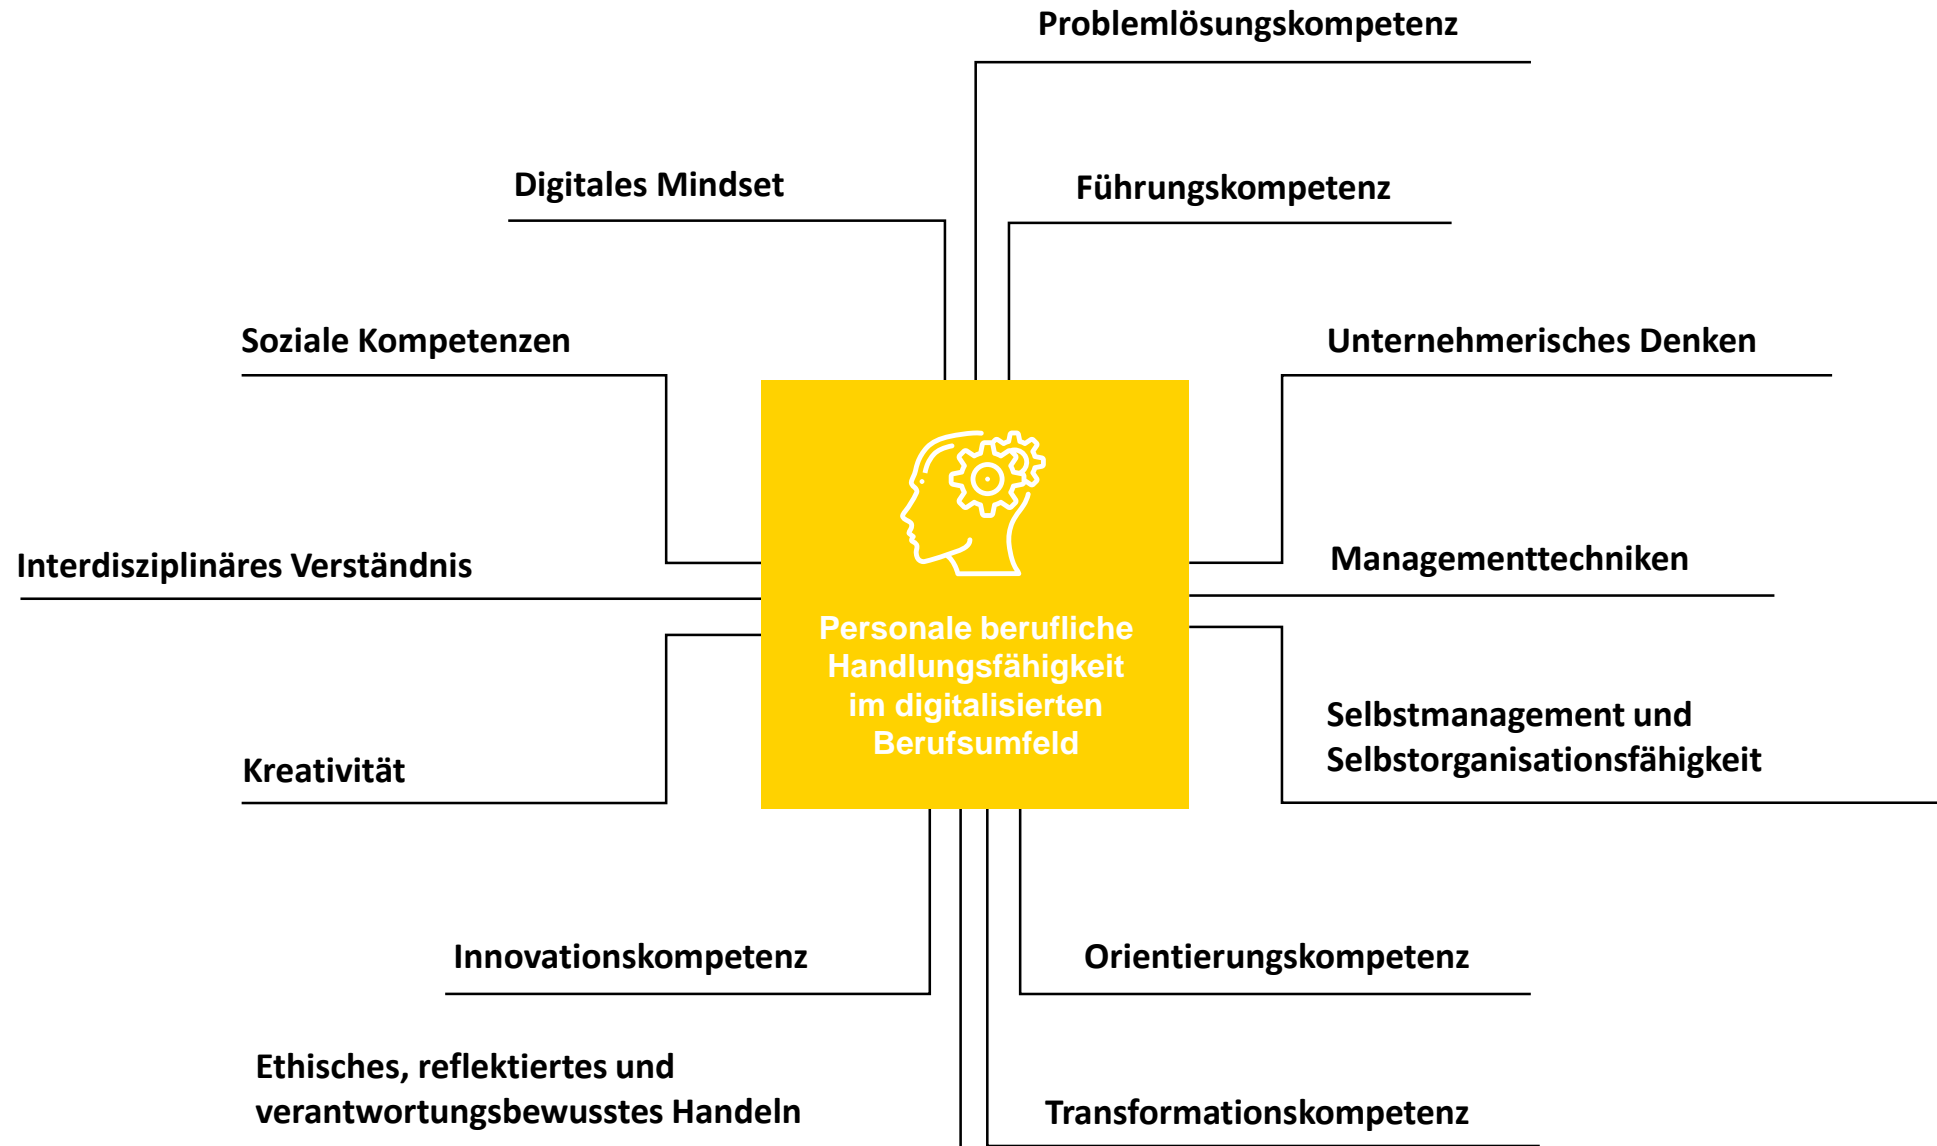 Problemlösungskompetenz
Digitales Mindset
Führungskompetenz
Soziale Kompetenzen
Unternehmerisches Denken
Interdisziplinäres Verständnis
Managementtechniken
Personale berufliche
Handlungsfähigkeit
im digitalisierten
Berufsumfeld
Selbstmanagement und
Selbstorganisationsfähigkeit
Kreativität
Innovationskompetenz
Orientierungskompetenz
Ethisches, reflektiertes und
verantwortungsbewusstes Handeln
Transformationskompetenz